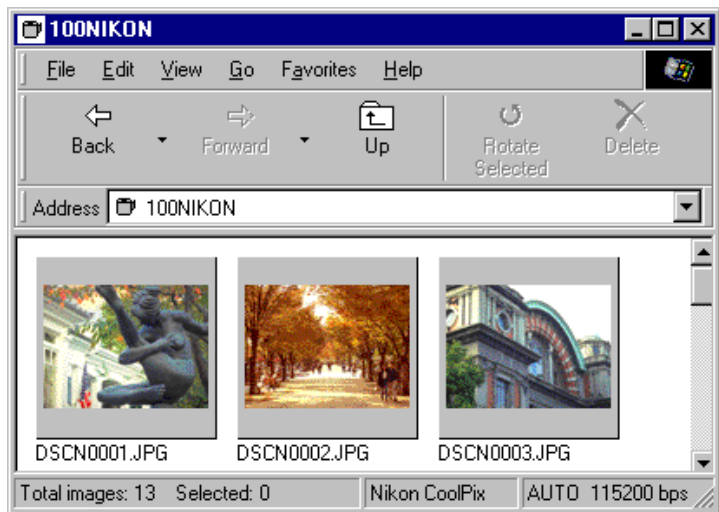 100NIKON
File Edit View Go Favorites Help
Back Forward Up Rotate Selected Delete
Address 100NIKON
DSCN0001.JPG DSCN0002.JPG DSCN0003.JPG
Total images: 13 Selected: 0 Nikon CoolPix AUTO 115200 bps